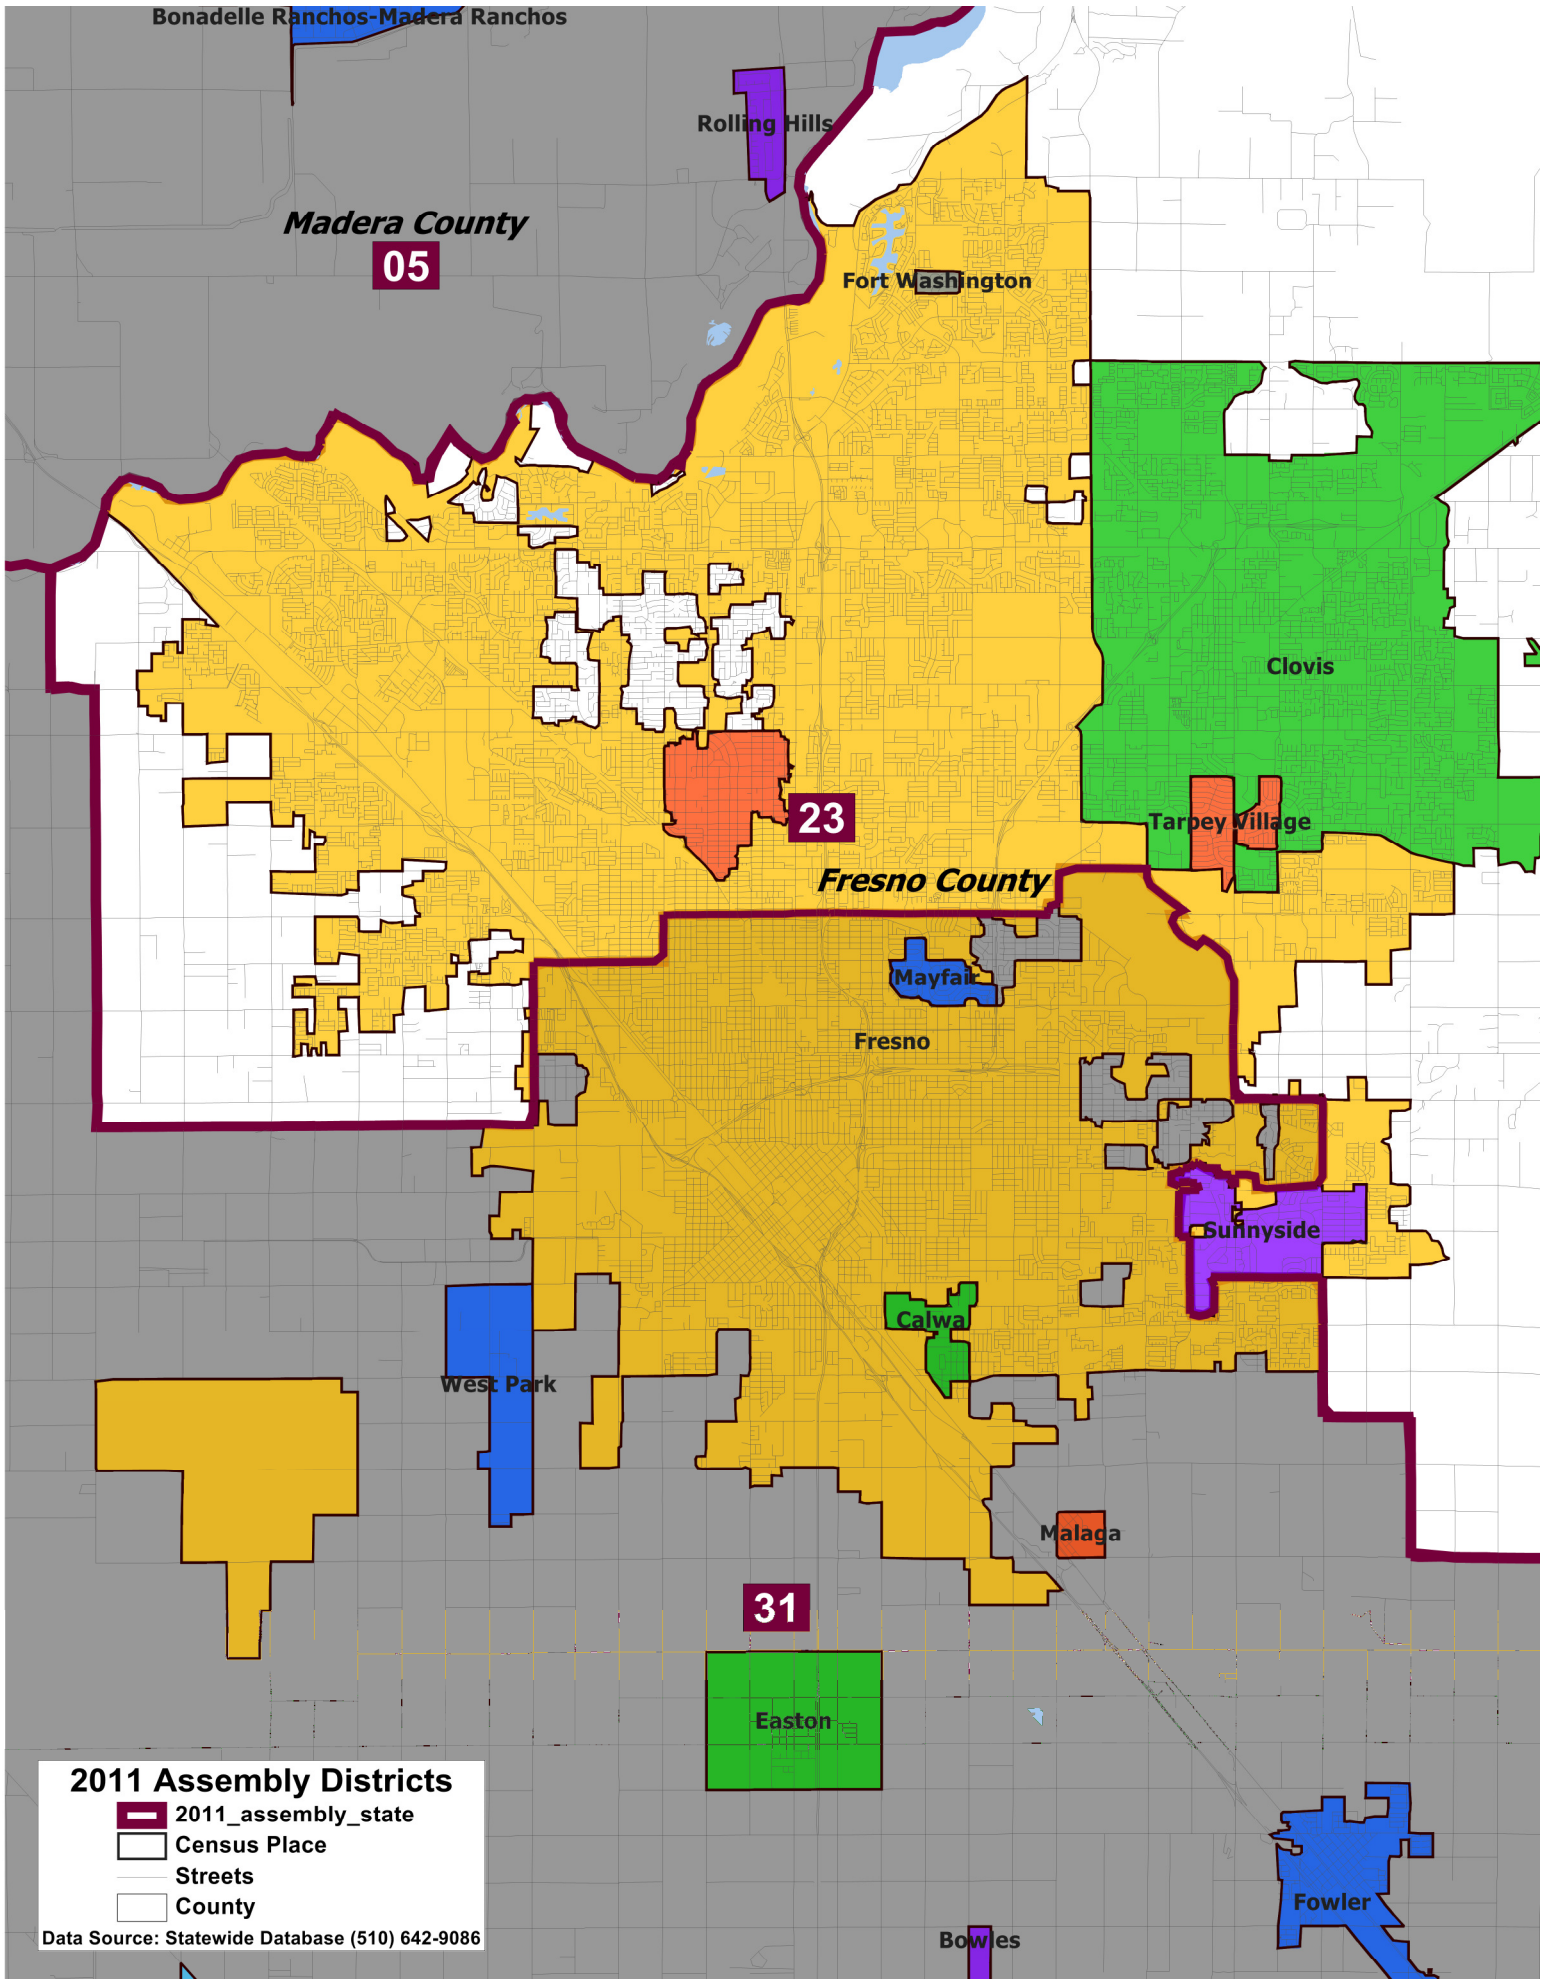 Bonadelle Ranchos-Madera Ranchos
Rolling Hills
Madera County
05
Fort Washington
Clovis
23
Tarpey Village
Fresno County
Mayfair
Fresno
Sunnyside
Calwa
West Park
Malaga
31
Easton
2011 Assembly Districts
2011_assembly_state
Census Place
Streets
County
Data Source: Statewide Database (510) 642-9086
Fowler
Bowles